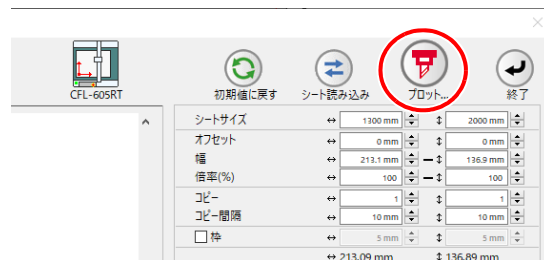 CFL-605RT
初期値に戻す シート読み込み プロット... 終了
シートサイズ ↔ 1300 mm ↕ 2000 mm
オフセット ↔ 0 mm ↕ 0 mm
幅 ↔ 213.1 mm ↕ 136.9 mm
倍率(%) ↔ 100 ↕ 100
コピー ↔ 1 ↕ 1
コピー間隔 ↔ 10 mm ↕ 10 mm
枠 ↔ 5 mm ↕ 5 mm
↔ 213.09 mm ↕ 136.89 mm